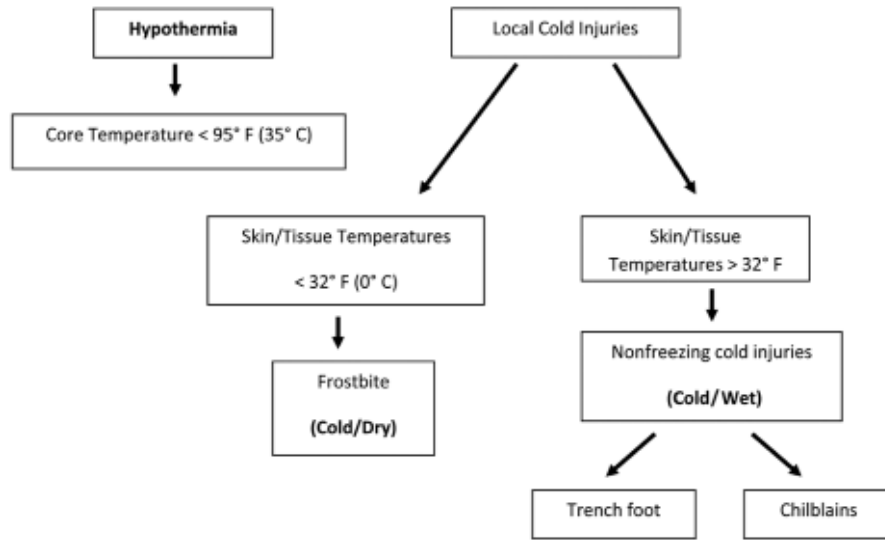 Hypothermia
Local Cold Injuries
Core Temperature < 95° F (35° C)
Skin/Tissue Temperatures
< 32° F (0° C)
Skin/Tissue
Temperatures > 32° F
Nonfreezing cold injuries
(Cold/Wet)
Frostbite
(Cold/Dry)
Trench foot
Chilblains